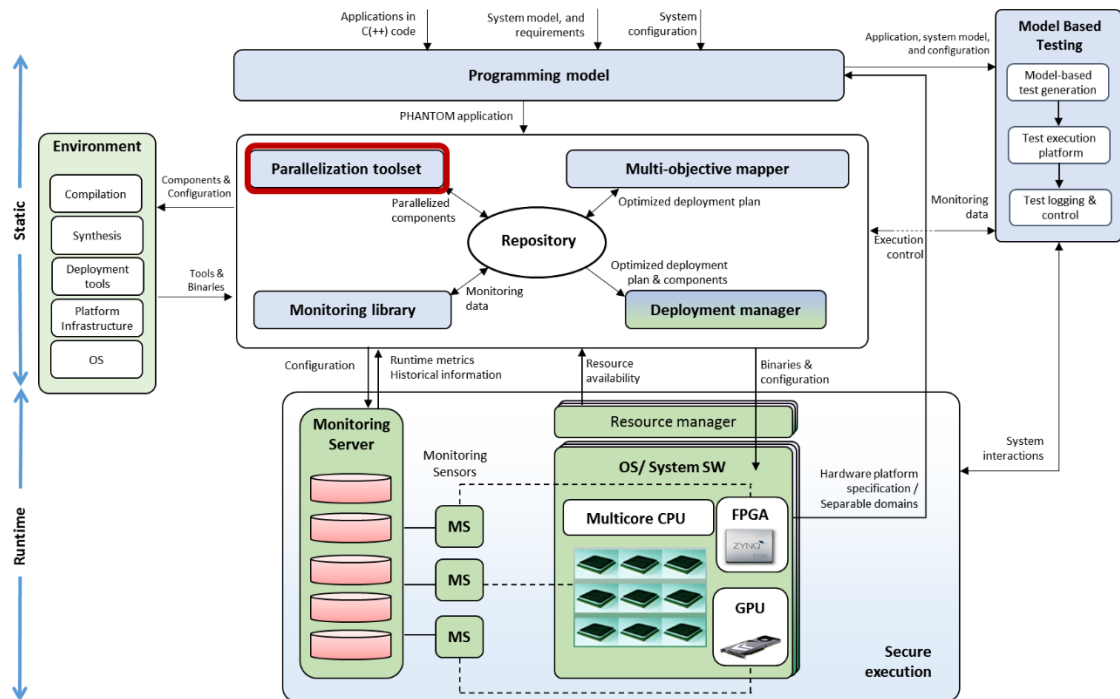 Applications in
C(++) code
System model, and
requirements
System
configuration
Programming model
Application, system model,
and configuration
Model Based
Testing
Model-based
test generation
Test execution
platform
Test logging &
control
PHANTOM application
Static
Environment
Compilation
Synthesis
Deployment
tools
Platform
Infrastructure
OS
Components &
Configuration
Tools &
Binaries
Parallelization toolset
Multi-objective mapper
Parallelized
components
Optimized deployment plan
Repository
Monitoring
data
Optimized deployment
plan & components
Monitoring library
Deployment manager
Monitoring
data
Execution
control
Configuration
Runtime metrics
Historical information
Resource
availability
Binaries &
configuration
Runtime
Monitoring
Server
Monitoring
Sensors
MS
MS
MS
Resource manager
OS/ System SW
Multicore CPU
FPGA
ZYNQ
GPU
Hardware platform
specification /
Separable domains
System
interactions
Secure
execution